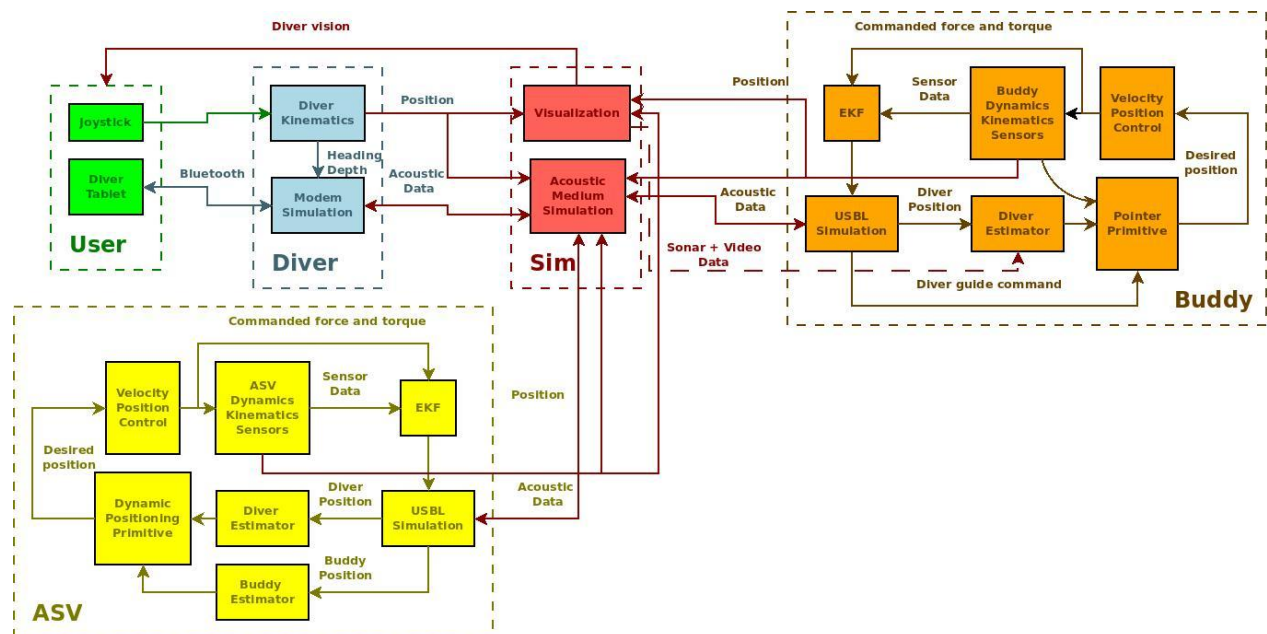 Diver vision
Joystick
Diver
Tablet
User
Bluetooth
Diver
Kinematics
Heading
Depth
Modem
Simulation
Diver
Position
Acoustic
Data
Visualization
Acoustic
Medium
Simulation
Sim
Position
Acoustic
Data
Sonar + Video
Data
Commanded force and torque
EKF
Sensor
Data
Buddy
Dynamics
Kinematics
Sensors
Velocity
Position
Control
Desired
position
USBL
Simulation
Diver
Position
Diver
Estimator
Pointer
Primitive
Diver guide command
Buddy
Commanded force and torque
Velocity
Position
Control
ASV
Dynamics
Kinematics
Sensors
Sensor
Data
EKF
Position
Desired
position
Dynamic
Positioning
Primitive
Diver
Estimator
Diver
Position
USBL
Simulation
Acoustic
Data
Buddy
Position
Buddy
Estimator
ASV